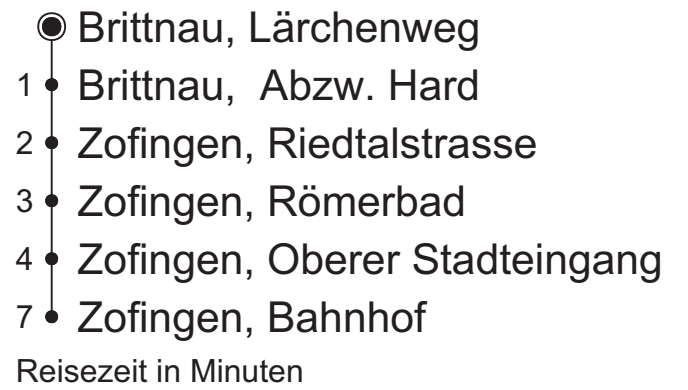 Brittnau, Lärchenweg
1 Brittnau, Abzw. Hard
2 Zofingen, Riedtalstrasse
3 Zofingen, Römerbad
4 Zofingen, Oberer Stadteingang
7 Zofingen, Bahnhof
Reisezeit in Minuten